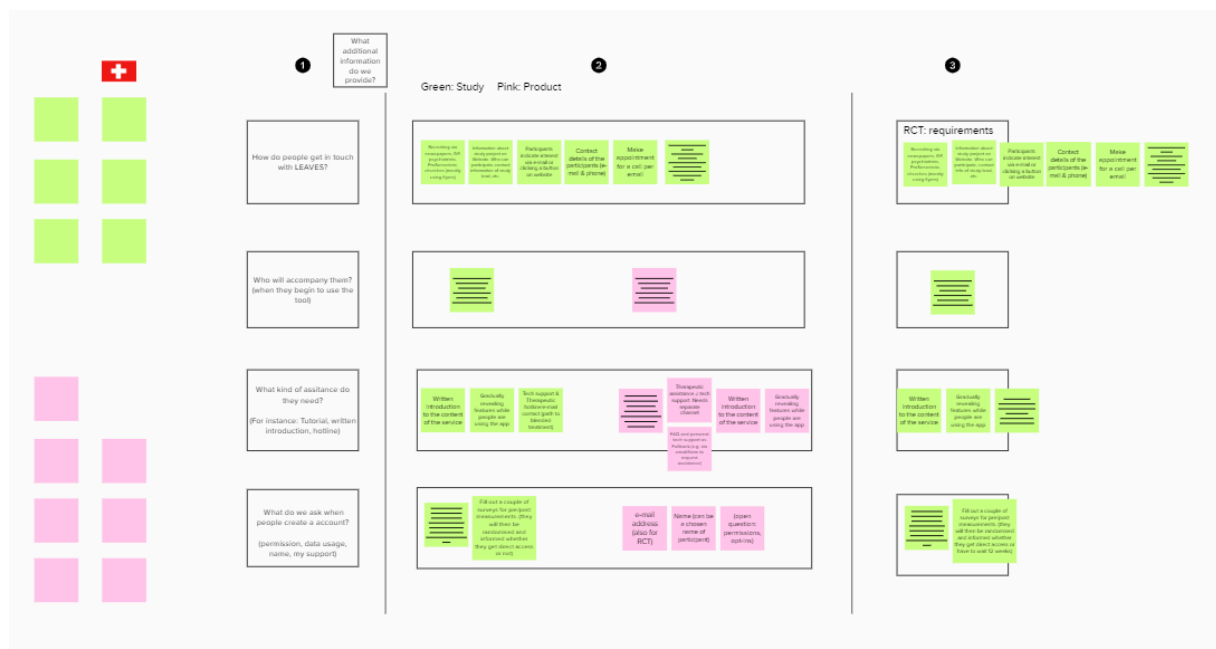 What
additional
information
do we
provide?
1
2
3
Green: Study Pink: Product
How do people get in touch
with LEAVES?
Information about
study project on
Participants
indicate interest
via e-mail or
clicking a button
on website
Contact
details of the
participants (e-
mail & phone)
Make
appointment
for a call per
email
RCT: requirements
Information about
study project on
Participants
indicate interest
via e-mail or
clicking a button
on website
Contact
details of the
participants (e-
mail & phone)
Make
appointment
for a call per
email
Who will accompany them?
(when they begin to use the
tool)
What kind of assitance do
they need?
(For instance: Tutorial, written
introduction, hotline)
Written
introduction
to the content
of the service
Gradually
revealing
features while
people are
using the app
Tech support &
Therapeutic
hotline/e-mail
contact (path to
blended
treatment)
Therapeutic
assistance / tech
support. Needs
separate
channel
Written
introduction
to the content
of the service
Gradually
revealing
features while
people are
using the app
Written
introduction
to the content
of the service
Gradually
revealing
features while
people are
using the app
What do we ask when
people create a account?
(permission, data usage,
name, my support)
Fill out a couple of
surveys for pre/post
measurements. (they
will then be
randomised and
informed whether
they get direct access
or not)
e-mail
address
(also for
RCT)
Name (can be
a chosen
name of
participant)
(open
question:
permissions,
opt-ins)
Fill out a couple of
surveys for pre/post
measurements. (they
will then be
randomised and informed
whether they get direct
access or
have to wait 12 weeks)